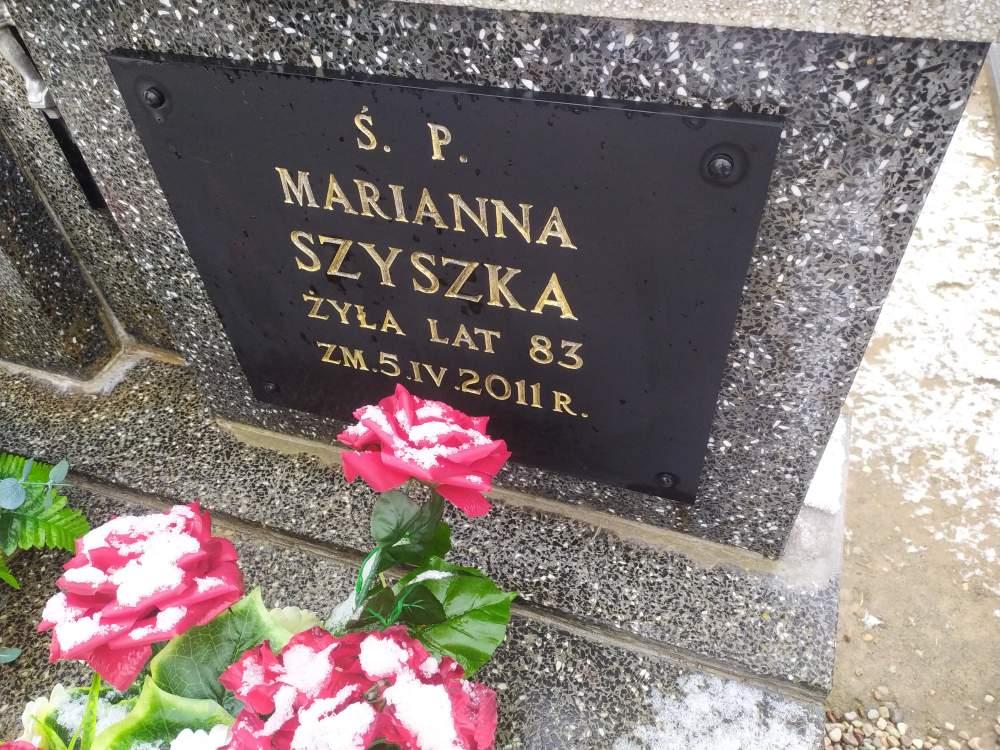 Ś. P.
MARIANNA
SZYSZKA
ŻYŁA LAT 83
ZM. 5.IV.2011 R.